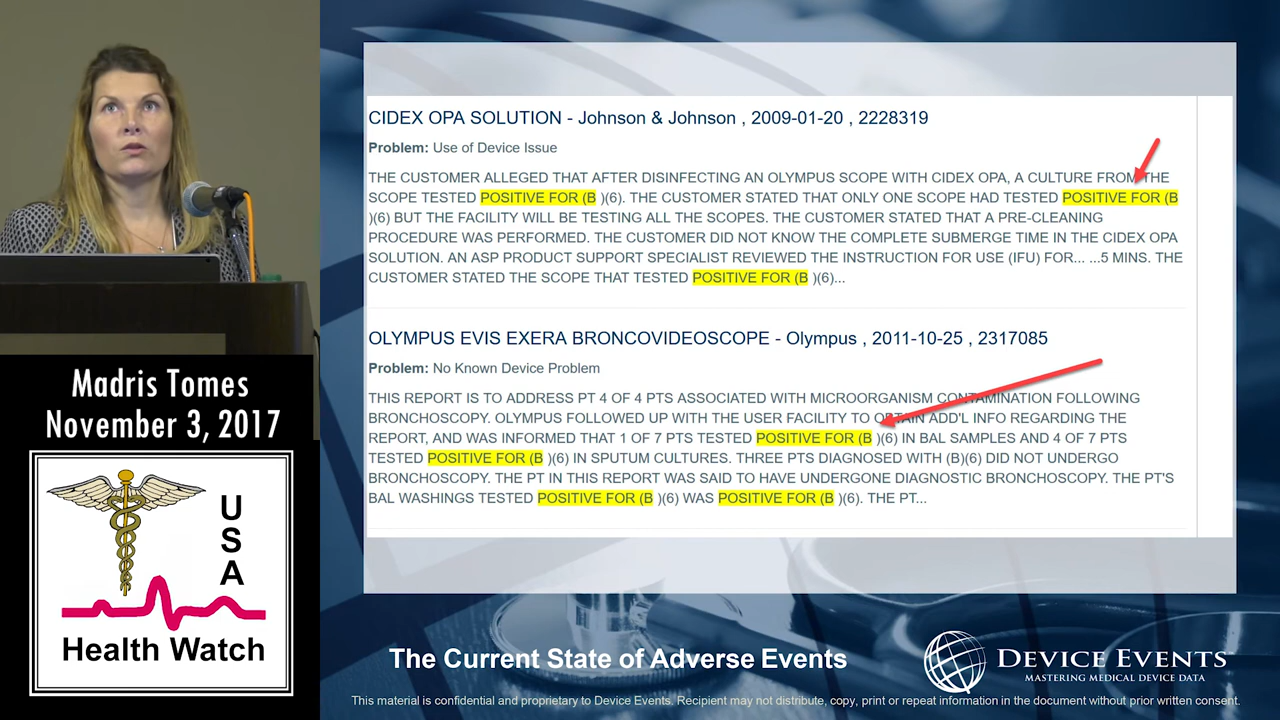 Madris Tomes
November 3, 2017
U
S
A
Health Watch
CIDEX OPA SOLUTION - Johnson & Johnson , 2009-01-20 , 2228319
Problem: Use of Device Issue
THE CUSTOMER ALLEGED THAT AFTER DISINFECTING AN OLYMPUS SCOPE WITH CIDEX OPA, A CULTURE FROM THE
SCOPE TESTED POSITIVE FOR (B )(6). THE CUSTOMER STATED THAT ONLY ONE SCOPE HAD TESTED POSITIVE FOR (B
)(6) BUT THE FACILITY WILL BE TESTING ALL THE SCOPES. THE CUSTOMER STATED THAT A PRE-CLEANING
PROCEDURE WAS PERFORMED. THE CUSTOMER DID NOT KNOW THE COMPLETE SUBMERGE TIME IN THE CIDEX OPA
SOLUTION. AN ASP PRODUCT SUPPORT SPECIALIST REVIEWED THE INSTRUCTION FOR USE (IFU) FOR... ...5 MINS. THE
CUSTOMER STATED THE SCOPE THAT TESTED POSITIVE FOR (B )(6)...
OLYMPUS EVIS EXERA BRONCOVIDEOSCOPE - Olympus , 2011-10-25 , 2317085
Problem: No Known Device Problem
THIS REPORT IS TO ADDRESS PT 4 OF 4 PTS ASSOCIATED WITH MICROORGANISM CONTAMINATION FOLLOWING
BRONCHOSCOPY. OLYMPUS FOLLOWED UP WITH THE USER FACILITY TO OBTAIN ADD'L INFO REGARDING THE
REPORT, AND WAS INFORMED THAT 1 OF 7 PTS TESTED POSITIVE FOR (B )(6) IN BAL SAMPLES AND 4 OF 7 PTS
TESTED POSITIVE FOR (B )(6) IN SPUTUM CULTURES. THREE PTS DIAGNOSED WITH (B)(6) DID NOT UNDERGO
BRONCHOSCOPY. THE PT IN THIS REPORT WAS SAID TO HAVE UNDERGONE DIAGNOSTIC BRONCHOSCOPY. THE PT'S
BAL WASHINGS TESTED POSITIVE FOR (B )(6) WAS POSITIVE FOR (B )(6). THE PT...
The Current State of Adverse Events
DEVICE EVENTS™
MASTERING MEDICAL DEVICE DATA
This material is confidential and proprietary to Device Events. Recipient may not distribute, copy, print or repeat information in the document without prior written consent.